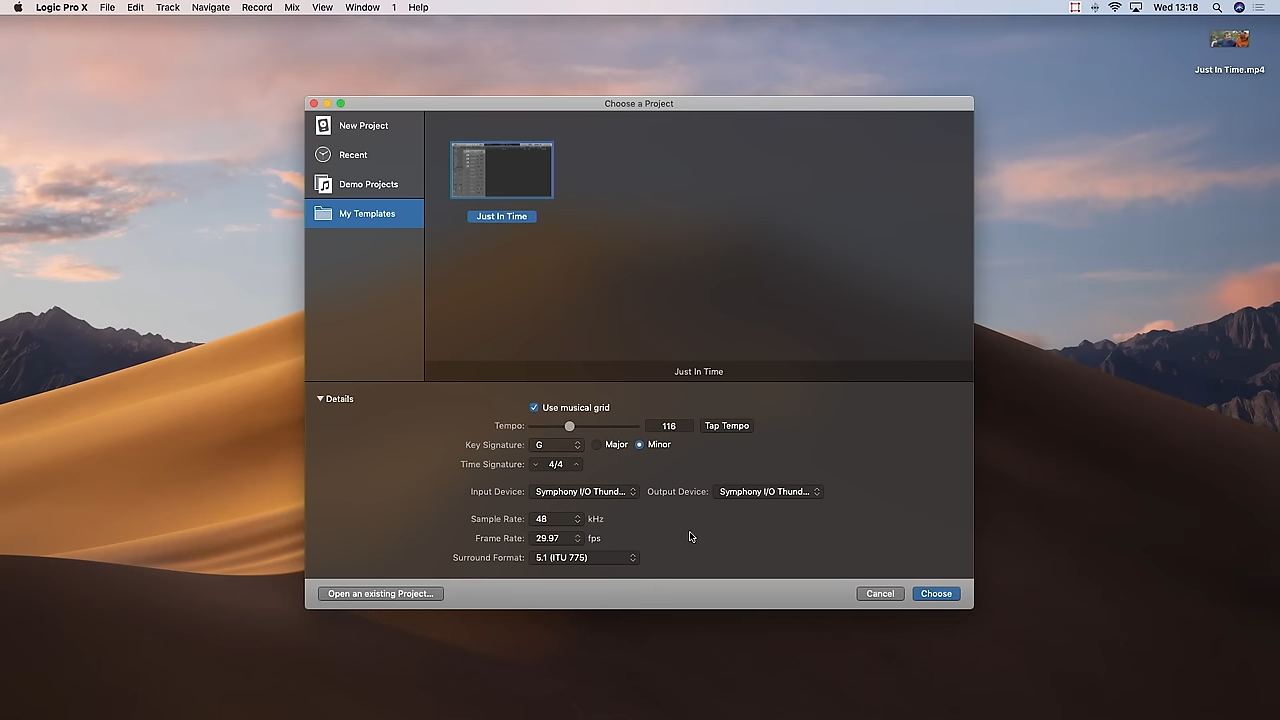 Logic Pro X File Edit Track Navigate Record Mix View Window 1 Help Wed 13:18
Just In Time.mp4
Choose a Project
New Project
Recent
Demo Projects
My Templates
Just In Time
Just In Time
Details
Use musical grid
Tempo: 116 Tap Tempo
Key Signature: G Major Minor
Time Signature: 4/4
Input Device: Symphony I/O Thund... Output Device: Symphony I/O Thund...
Sample Rate: 48 kHz
Frame Rate: 29.97 fps
Surround Format: 5.1 (ITU 775)
Open an existing Project... Cancel Choose